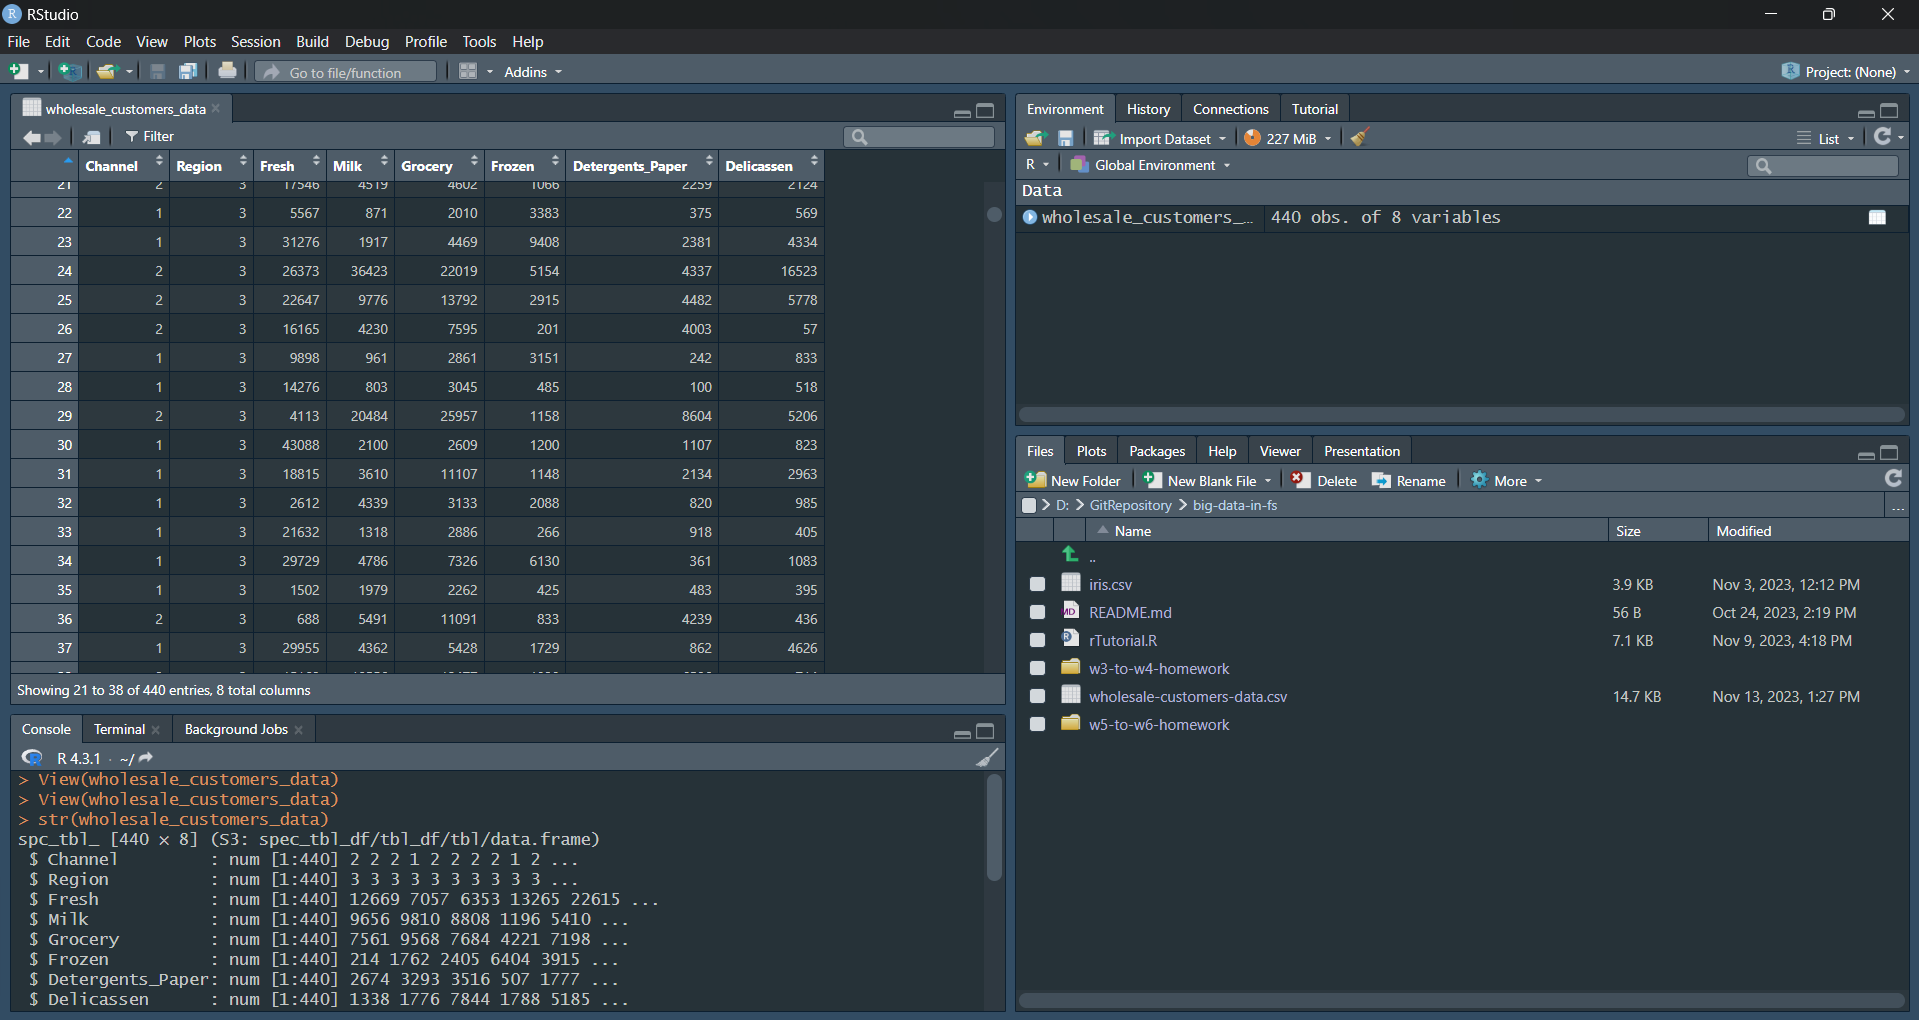 RStudio
File Edit Code View Plots Session Build Debug Profile Tools Help
Go to file/function Addins Project: (None)
wholesale_customers_data
Filter
Channel Region Fresh Milk Grocery Frozen Detergents_Paper Delicassen
21 2 3 17546 4519 4602 1066 2259 2124
22 1 3 5567 871 2010 3383 375 569
23 1 3 31276 1917 4469 9408 2381 4334
24 2 3 26373 36423 22019 5154 4337 16523
25 2 3 22647 9776 13792 2915 4482 5778
26 2 3 16165 4230 7595 201 4003 57
27 1 3 9898 961 2861 3151 242 833
28 1 3 14276 803 3045 485 100 518
29 2 3 4113 20484 25957 1158 8604 5206
30 1 3 43088 2100 2609 1200 1107 823
31 1 3 18815 3610 11107 1148 2134 2963
32 1 3 2612 4339 3133 2088 820 985
33 1 3 21632 1318 2886 266 918 405
34 1 3 29729 4786 7326 6130 361 1083
35 1 3 1502 1979 2262 425 483 395
36 2 3 688 5491 11091 833 4239 436
37 1 3 29955 4362 5428 1729 862 4626
Showing 21 to 38 of 440 entries, 8 total columns
Console Terminal Background Jobs
R 4.3.1 · ~/
> View(wholesale_customers_data)
> View(wholesale_customers_data)
> str(wholesale_customers_data)
spc_tbl_ [440 × 8] (S3: spec_tbl_df/tbl_df/tbl/data.frame)
$ Channel : num [1:440] 2 2 2 1 2 2 2 2 1 2 ...
$ Region : num [1:440] 3 3 3 3 3 3 3 3 3 3 ...
$ Fresh : num [1:440] 12669 7057 6353 13265 22615 ...
$ Milk : num [1:440] 9656 9810 8808 1196 5410 ...
$ Grocery : num [1:440] 7561 9568 7684 4221 7198 ...
$ Frozen : num [1:440] 214 1762 2405 6404 3915 ...
$ Detergents_Paper: num [1:440] 2674 3293 3516 507 1777 ...
$ Delicassen : num [1:440] 1338 1776 7844 1788 5185 ...
Environment History Connections Tutorial
Import Dataset 227 MiB List
R Global Environment
Data
wholesale_customers_… 440 obs. of 8 variables
Files Plots Packages Help Viewer Presentation
New Folder New Blank File Delete Rename More
D: > GitRepository > big-data-in-fs ...
Name Size Modified
..
iris.csv 3.9 KB Nov 3, 2023, 12:12 PM
README.md 56 B Oct 24, 2023, 2:19 PM
rTutorial.R 7.1 KB Nov 9, 2023, 4:18 PM
w3-to-w4-homework
wholesale-customers-data.csv 14.7 KB Nov 13, 2023, 1:27 PM
w5-to-w6-homework